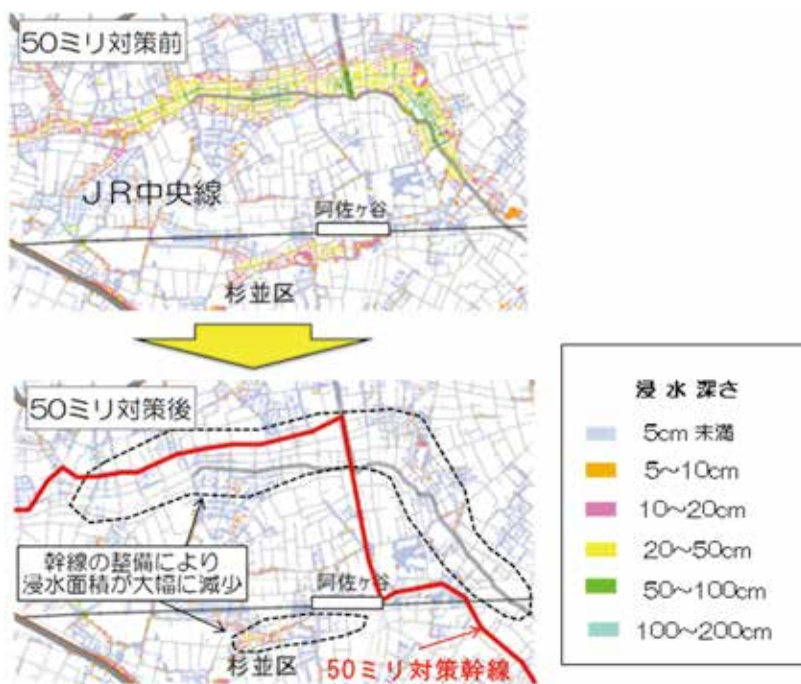 50ミリ対策前
JR中央線
阿佐ヶ谷
杉並区
50ミリ対策後
幹線の整備により
浸水面積が大幅に減少
阿佐ヶ谷
杉並区
50ミリ対策幹線
浸水深さ
5cm 未満
5〜10cm
10〜20cm
20〜50cm
50〜100cm
100〜200cm